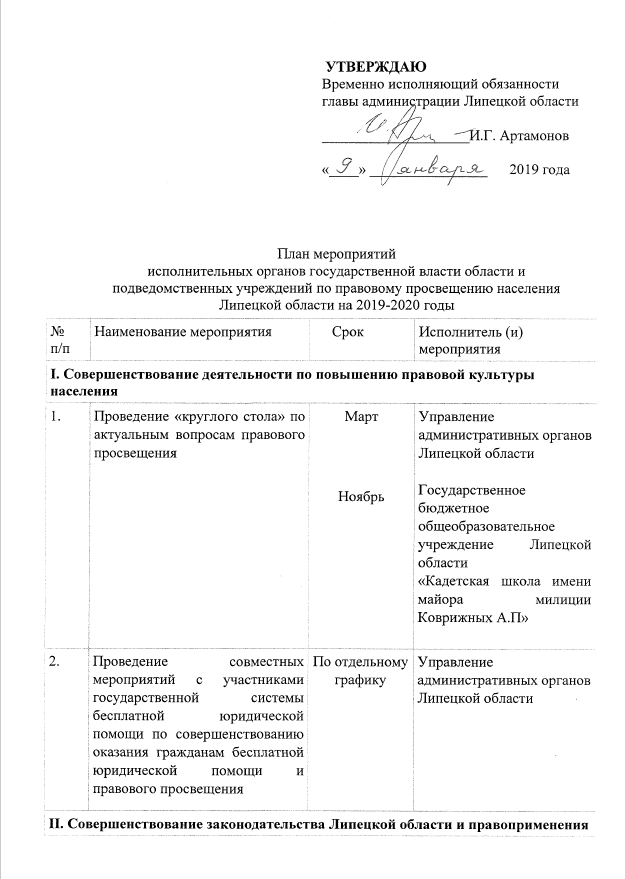 УТВЕРЖДАЮ
Временно исполняющий обязанности
главы администрации Липецкой области
И.Г. Артамонов
« 9 » января 2019 года
План мероприятий
исполнительных органов государственной власти области и
подведомственных учреждений по правовому просвещению населения
Липецкой области на 2019-2020 годы
№
п/п
Наименование мероприятия
Срок
Исполнитель (и)
мероприятия
I. Совершенствование деятельности по повышению правовой культуры
населения
1.
Проведение «круглого стола» по
актуальным вопросам правового
просвещения
Март
Ноябрь
Управление
административных органов
Липецкой области
Государственное
бюджетное
общеобразовательное
учреждение Липецкой
области
«Кадетская школа имени
майора милиции
Коврижных А.П»
2.
Проведение совместных
мероприятий с участниками
государственной системы
бесплатной юридической
помощи по совершенствованию
оказания гражданам бесплатной
юридической помощи и
правового просвещения
По отдельному
графику
Управление
административных органов
Липецкой области
II. Совершенствование законодательства Липецкой области и правоприменения